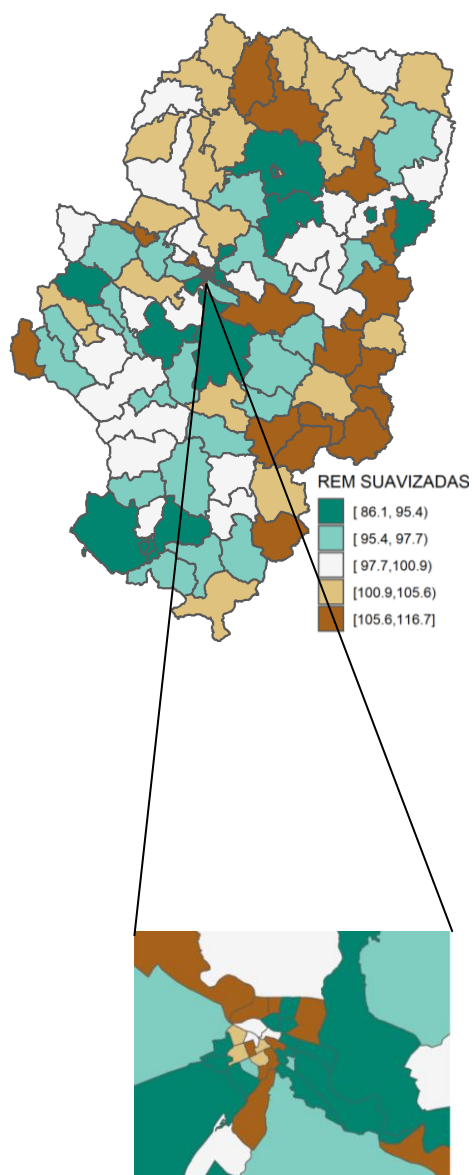 REM SUAVIZADAS
[ 86.1, 95.4)
[ 95.4, 97.7)
[ 97.7,100.9)
[100.9,105.6)
[105.6,116.7]